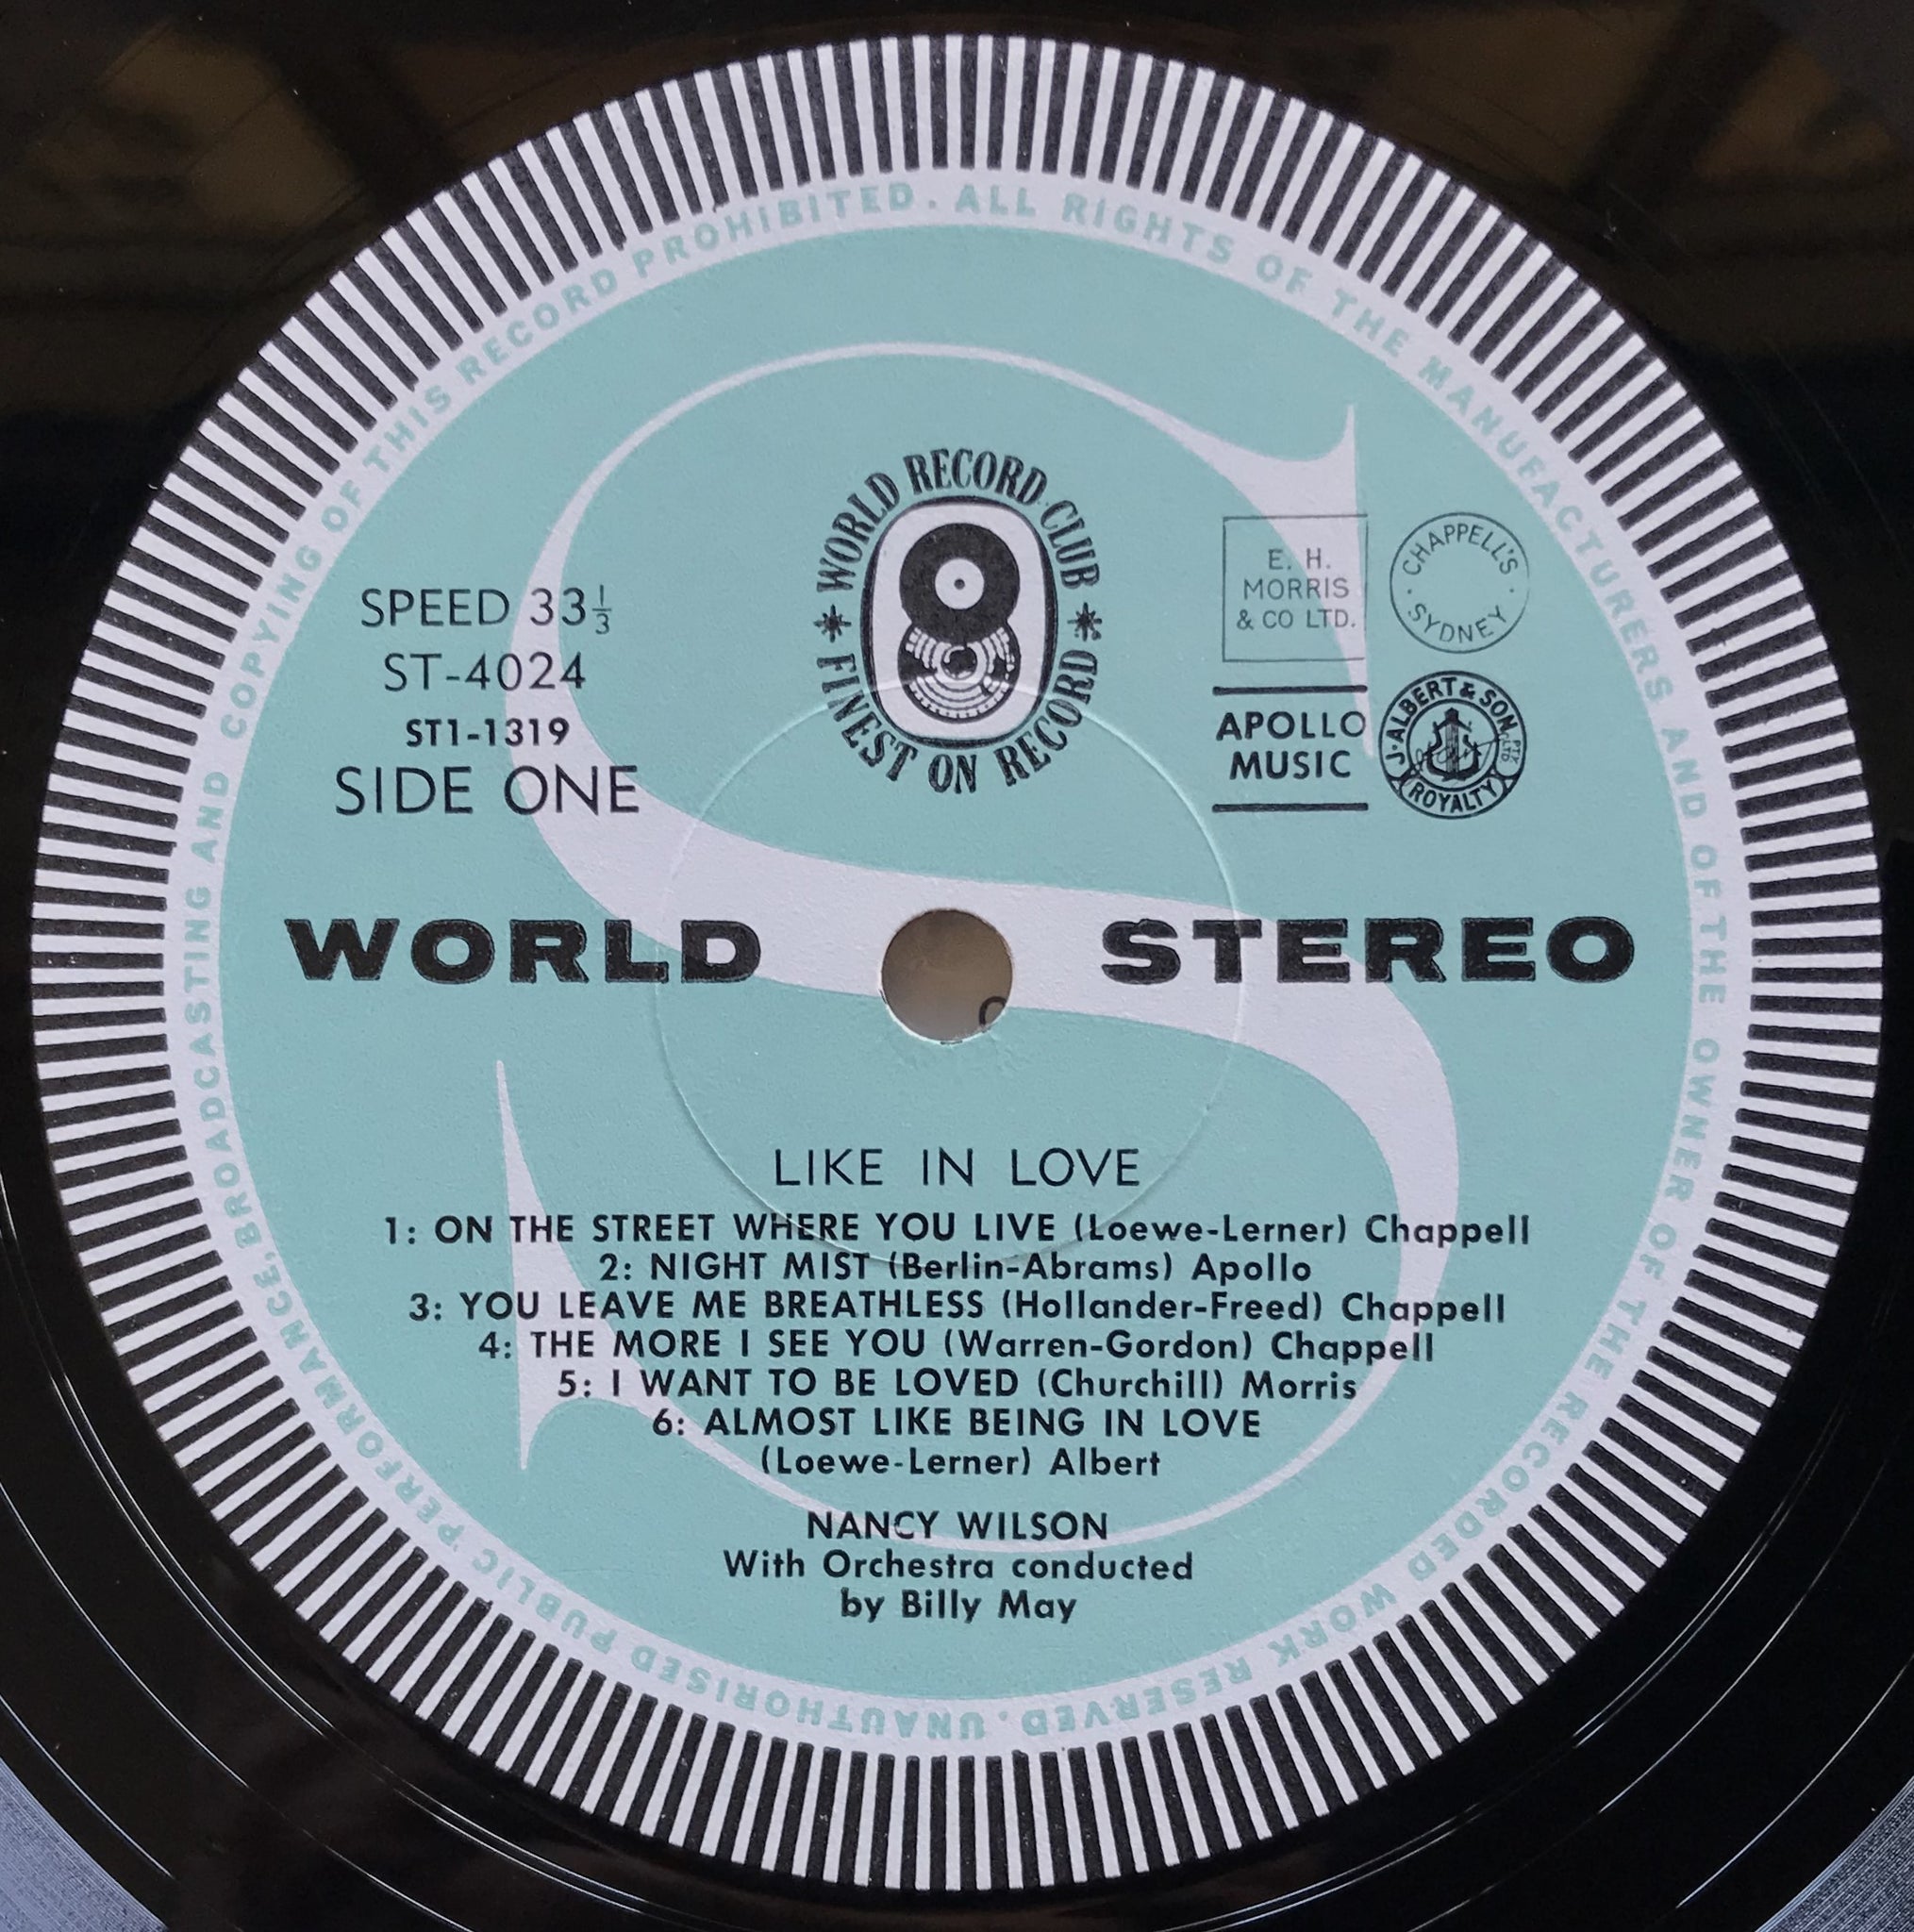 UNAUTHORISED PUBLIC PERFORMANCE, BROADCASTING AND COPYING OF THIS RECORD PROHIBITED. ALL RIGHTS OF THE MANUFACTURERS AND OF THE OWNER OF THE RECORDED WORK RESERVED.
WORLD RECORD CLUB
FINEST ON RECORD
SPEED 33⅓
ST-4024
ST1-1319
SIDE ONE
E. H.
MORRIS
& CO LTD.
CHAPPELL'S
SYDNEY
APOLLO
MUSIC
J. ALBERT & SON PTY LTD
ROYALTY
WORLD STEREO
LIKE IN LOVE
1: ON THE STREET WHERE YOU LIVE (Loewe-Lerner) Chappell
2: NIGHT MIST (Berlin-Abrams) Apollo
3: YOU LEAVE ME BREATHLESS (Hollander-Freed) Chappell
4: THE MORE I SEE YOU (Warren-Gordon) Chappell
5: I WANT TO BE LOVED (Churchill) Morris
6: ALMOST LIKE BEING IN LOVE
(Loewe-Lerner) Albert
NANCY WILSON
With Orchestra conducted
by Billy May